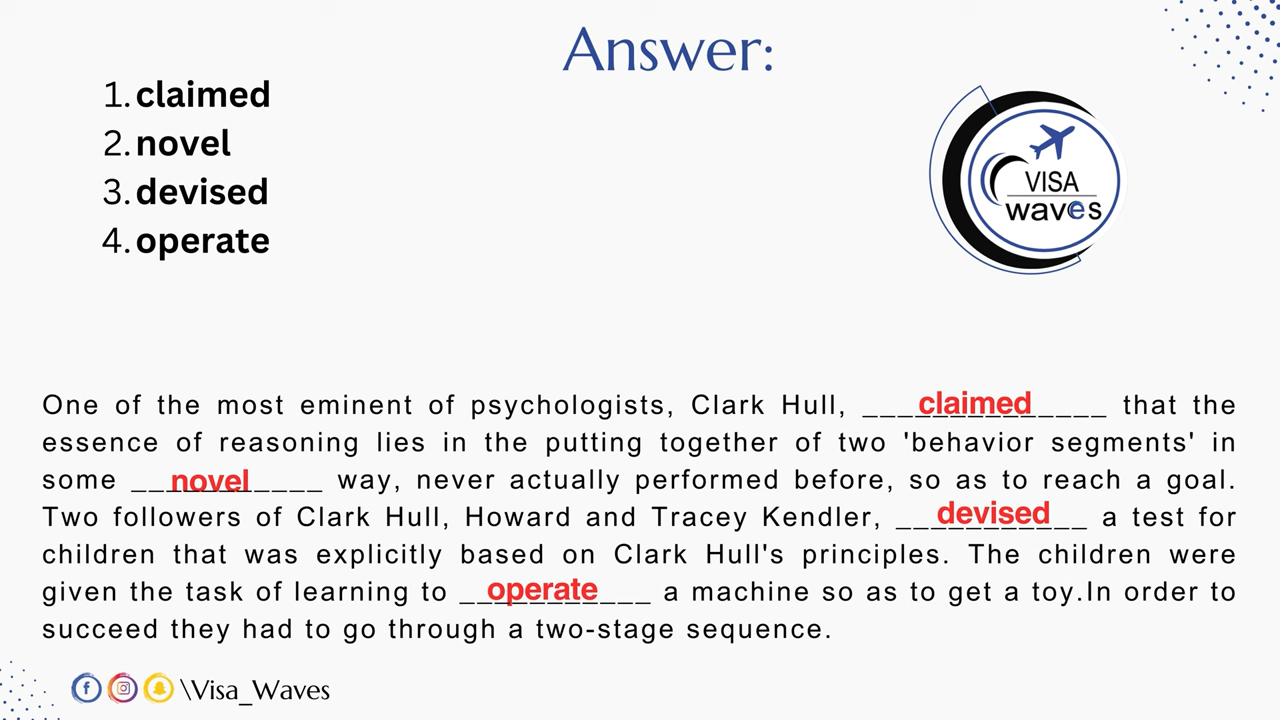 Answer:
1. claimed
2. novel
3. devised
4. operate
VISA
waves
One of the most eminent of psychologists, Clark Hull, ______claimed______ that the
essence of reasoning lies in the putting together of two 'behavior segments' in
some ____novel____ way, never actually performed before, so as to reach a goal.
Two followers of Clark Hull, Howard and Tracey Kendler, ____devised____ a test for
children that was explicitly based on Clark Hull's principles. The children were
given the task of learning to ____operate____ a machine so as to get a toy.In order to
succeed they had to go through a two-stage sequence.
\Visa_Waves